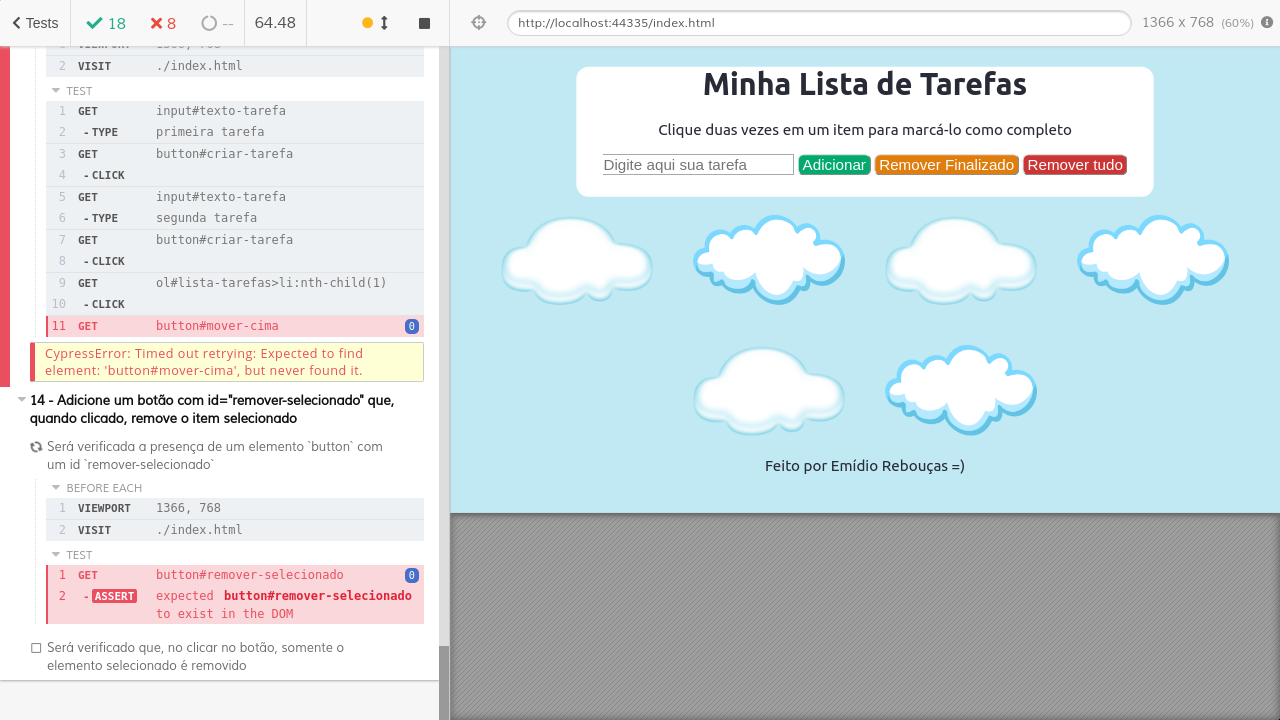 Tests 18 8 -- 64.48
http://localhost:44335/index.html 1366 x 768 (60%)
1 VIEWPORT 1366, 768
2 VISIT ./index.html
TEST
1 GET input#texto-tarefa
2 - TYPE primeira tarefa
3 GET button#criar-tarefa
4 - CLICK
5 GET input#texto-tarefa
6 - TYPE segunda tarefa
7 GET button#criar-tarefa
8 - CLICK
9 GET ol#lista-tarefas>li:nth-child(1)
10 - CLICK
11 GET button#mover-cima 0
CypressError: Timed out retrying: Expected to find
element: 'button#mover-cima', but never found it.
14 - Adicione um botão com id="remover-selecionado" que,
quando clicado, remove o item selecionado
Será verificada a presença de um elemento `button` com
um id `remover-selecionado`
BEFORE EACH
1 VIEWPORT 1366, 768
2 VISIT ./index.html
TEST
1 GET button#remover-selecionado 0
2 - ASSERT expected button#remover-selecionado
to exist in the DOM
Será verificado que, no clicar no botão, somente o
elemento selecionado é removido
Minha Lista de Tarefas
Clique duas vezes em um item para marcá-lo como completo
Digite aqui sua tarefa Adicionar Remover Finalizado Remover tudo
Feito por Emídio Rebouças =)